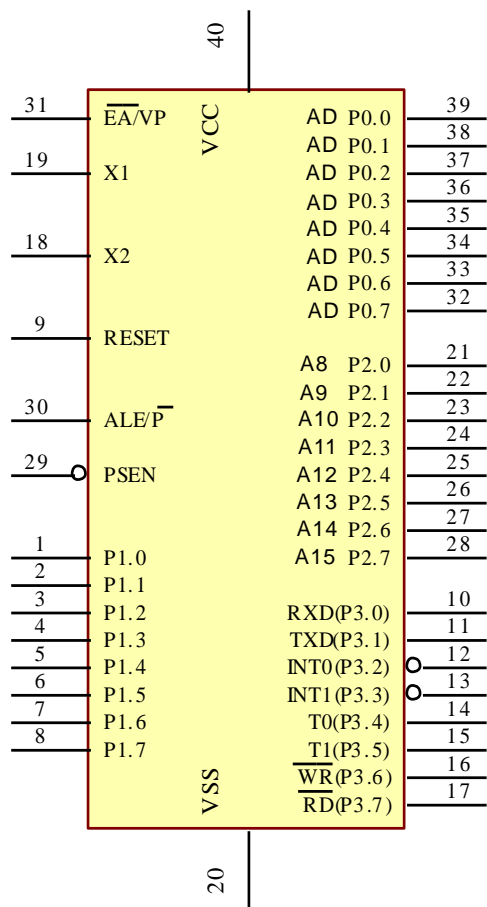 40
VCC
31 EA/VP
19 X1
18 X2
9 RESET
30 ALE/P
29 PSEN
1 P1.0
2 P1.1
3 P1.2
4 P1.3
5 P1.4
6 P1.5
7 P1.6
8 P1.7
AD P0.0 39
AD P0.1 38
AD P0.2 37
AD P0.3 36
AD P0.4 35
AD P0.5 34
AD P0.6 33
AD P0.7 32
A8 P2.0 21
A9 P2.1 22
A10 P2.2 23
A11 P2.3 24
A12 P2.4 25
A13 P2.5 26
A14 P2.6 27
A15 P2.7 28
RXD(P3.0) 10
TXD(P3.1) 11
INT0(P3.2) 12
INT1(P3.3) 13
T0(P3.4) 14
T1(P3.5) 15
WR(P3.6) 16
RD(P3.7) 17
VSS
20